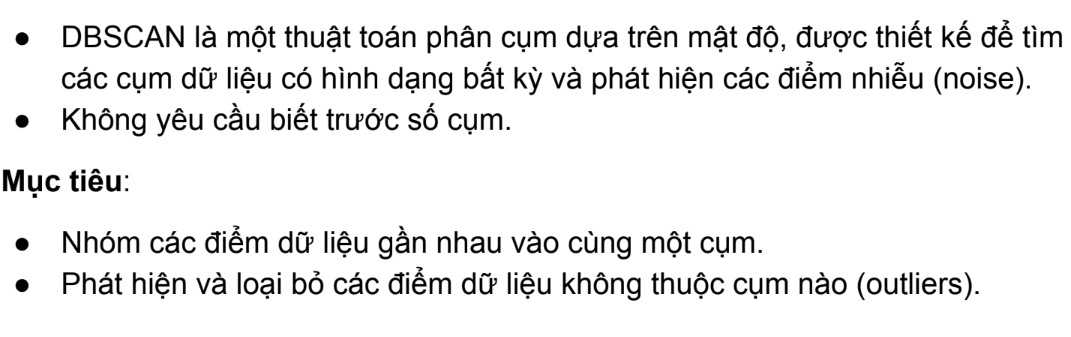 ● DBSCAN là một thuật toán phân cụm dựa trên mật độ, được thiết kế để tìm
các cụm dữ liệu có hình dạng bất kỳ và phát hiện các điểm nhiễu (noise).
● Không yêu cầu biết trước số cụm.
Mục tiêu:
● Nhóm các điểm dữ liệu gần nhau vào cùng một cụm.
● Phát hiện và loại bỏ các điểm dữ liệu không thuộc cụm nào (outliers).